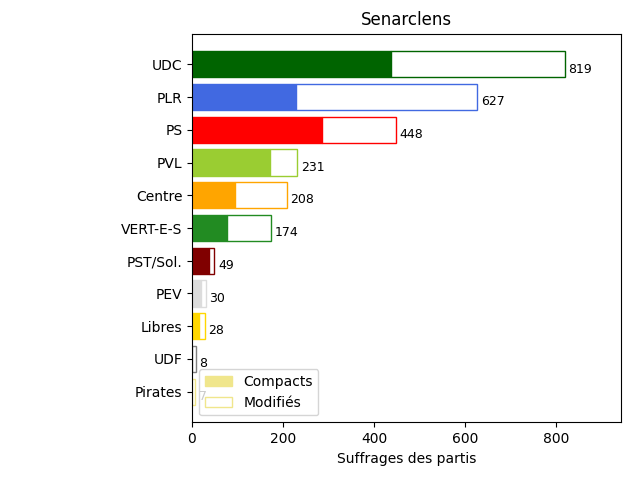 Senarclens
UDC 819
PLR 627
PS 448
PVL 231
Centre 208
VERT-E-S 174
PST/Sol. 49
PEV 30
Libres 28
UDF 8
Pirates 7
Compacts
Modifiés
0 200 400 600 800
Suffrages des partis